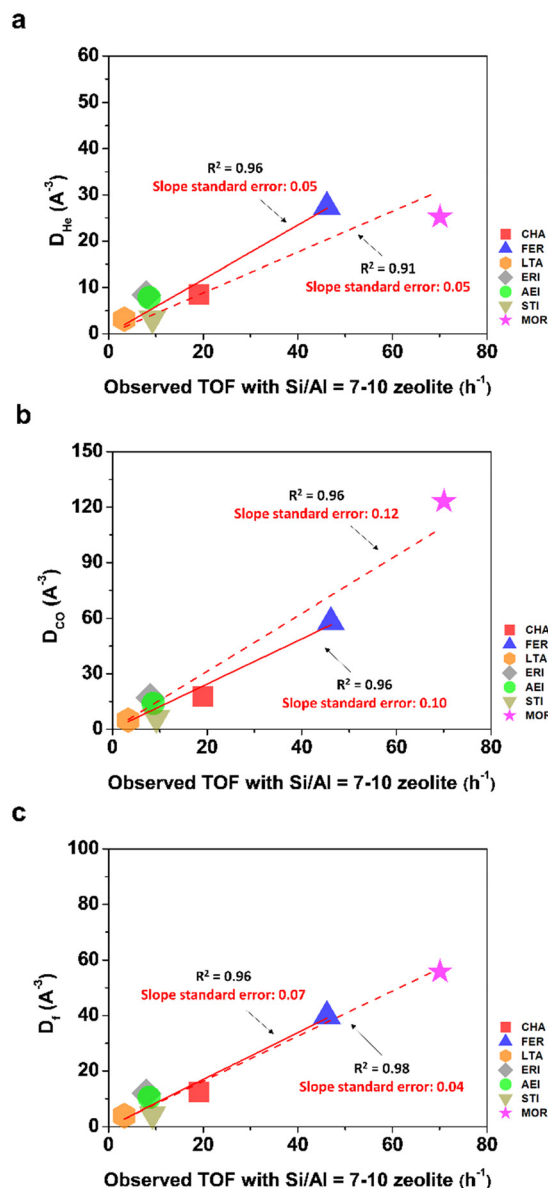 a
60
50
40
30
20
10
0
D_He (A^-3)
R² = 0.96
Slope standard error: 0.05
R² = 0.91
Slope standard error: 0.05
CHA
FER
LTA
ERI
AEI
STI
MOR
0 20 40 60 80
Observed TOF with Si/Al = 7-10 zeolite (h⁻¹)
b
150
120
90
60
30
0
D_CO (A^-3)
R² = 0.96
Slope standard error: 0.12
R² = 0.96
Slope standard error: 0.10
CHA
FER
LTA
ERI
AEI
STI
MOR
0 20 40 60 80
Observed TOF with Si/Al = 7-10 zeolite (h⁻¹)
c
100
80
60
40
20
0
D_f (A^-3)
R² = 0.96
Slope standard error: 0.07
R² = 0.98
Slope standard error: 0.04
CHA
FER
LTA
ERI
AEI
STI
MOR
0 20 40 60 80
Observed TOF with Si/Al = 7-10 zeolite (h⁻¹)